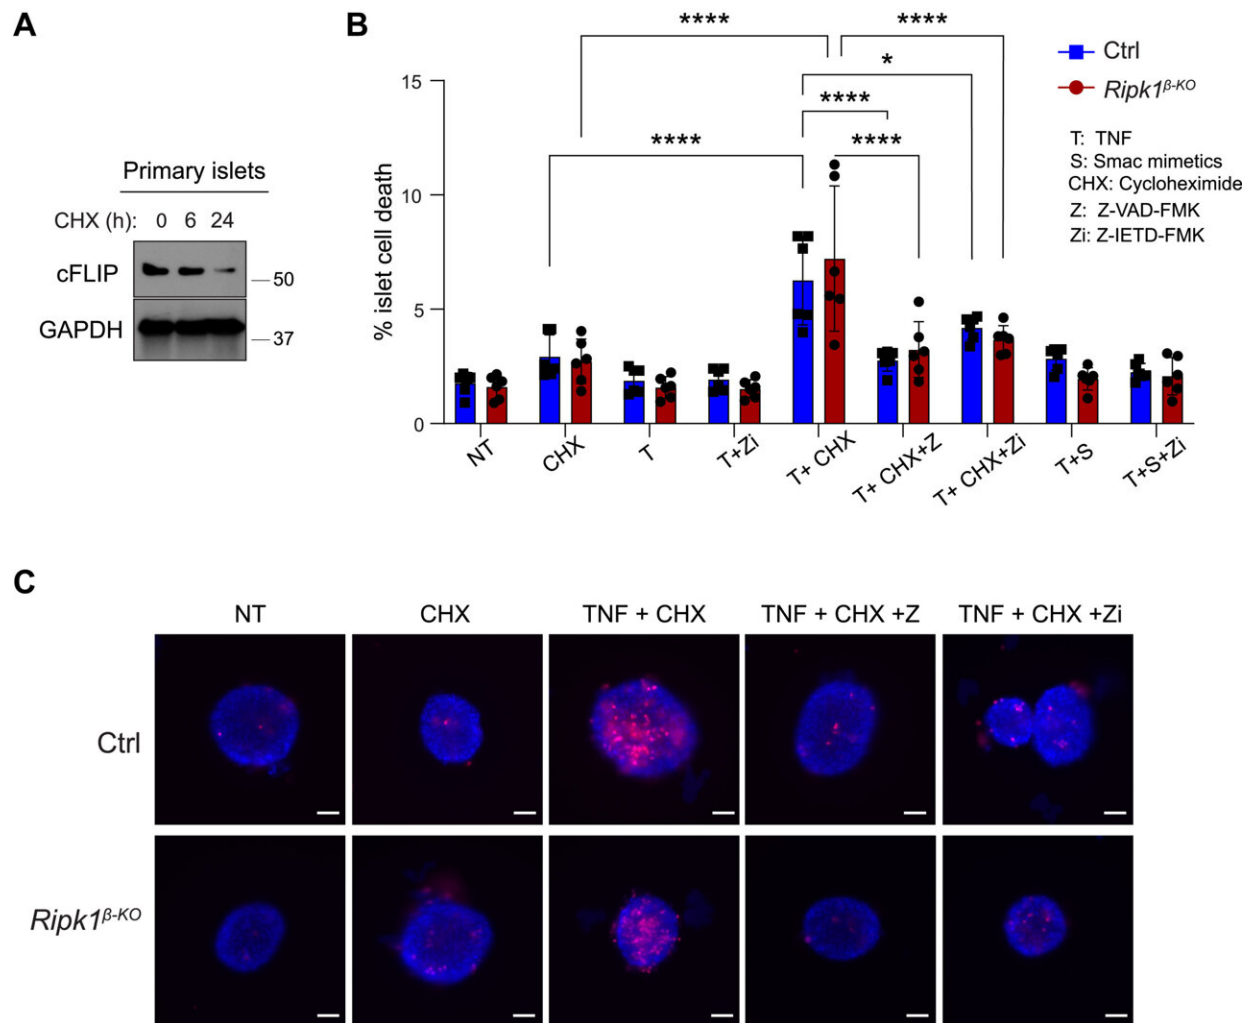 A
Primary islets
CHX (h): 0 6 24
cFLIP
50
GAPDH
37
B
% islet cell death
15
10
5
0
****
****
*
****
****
****
NT
CHX
T
T+Zi
T+ CHX
T+ CHX+Z
T+ CHX+Zi
T+S
T+S+Zi
Ctrl
Ripk1β-KO
T: TNF
S: Smac mimetics
CHX: Cycloheximide
Z: Z-VAD-FMK
Zi: Z-IETD-FMK
C
NT CHX TNF + CHX TNF + CHX +Z TNF + CHX +Zi
Ctrl
Ripk1β-KO